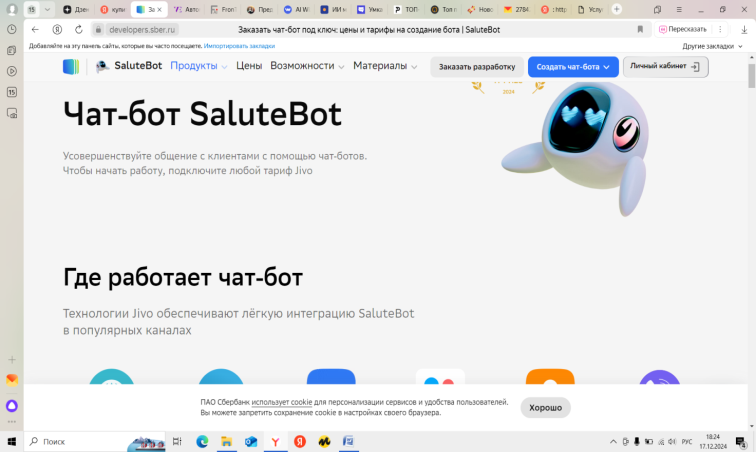 15
Дзен
купи
За
Авто
Fron
Пре
AI W
ИИ м
Умко
ТОП
Топ г
Ново
2784
: http
Услу
developers.sber.ru
Заказать чат-бот под ключ: цены и тарифы на создание бота | SaluteBot
Пересказать
Добавляйте на эту панель сайты, которые вы часто посещаете. Импортировать закладки
Другие закладки
SaluteBot
Продукты
Цены
Возможности
Материалы
Заказать разработку
Создать чат-бота
Личный кабинет
15
2024
Чат-бот SaluteBot
Усовершенствуйте общение с клиентами с помощью чат-ботов.
Чтобы начать работу, подключите любой тариф Jivo
Где работает чат-бот
Технологии Jivo обеспечивают лёгкую интеграцию SaluteBot
в популярных каналах
ПАО Сбербанк использует cookie для персонализации сервисов и удобства пользователей.
Вы можете запретить сохранение cookie в настройках своего браузера.
Хорошо
Поиск
РУС
18:24
17.12.2024
4